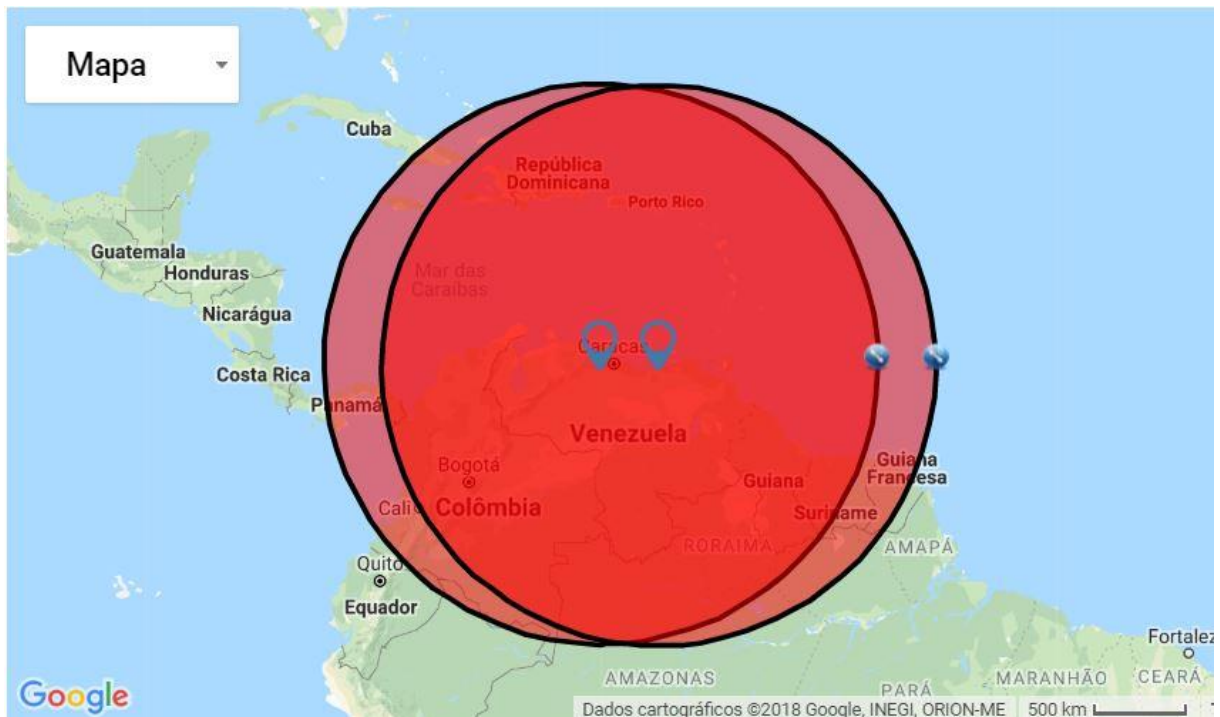 Mapa
Cuba
República
Dominicana
Porto Rico
Guatemala
Honduras
Mar das
Caraíbas
Nicarágua
Caracas
Costa Rica
Panamá
Venezuela
Bogotá
Guiana
Francesa
Guiana
Cali
Colômbia
Suriname
RORAIMA
AMAPÁ
Quito
Equador
Fortalez
AMAZONAS
PARÁ
MARANHÃO
CEARÁ
Google
Dados cartográficos ©2018 Google, INEGI, ORION-ME
500 km